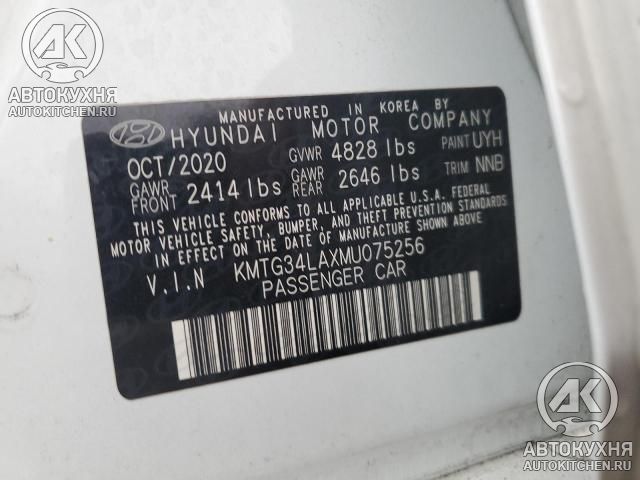 AK
АВТОКУХНЯ
AUTOKITCHEN.RU
MANUFACTURED IN KOREA BY
HYUNDAI MOTOR COMPANY
OCT/2020 GVWR 4828 lbs PAINT UYH
GAWR FRONT 2414 lbs GAWR REAR 2646 lbs TRIM NNB
THIS VEHICLE CONFORMS TO ALL APPLICABLE U.S.A. FEDERAL
MOTOR VEHICLE SAFETY, BUMPER, AND THEFT PREVENTION STANDARDS
IN EFFECT ON THE DATE OF MANUFACTURE SHOWN ABOVE
V.I.N KMTG34LAXMU075256
PASSENGER CAR
AK
АВТОКУХНЯ
AUTOKITCHEN.RU